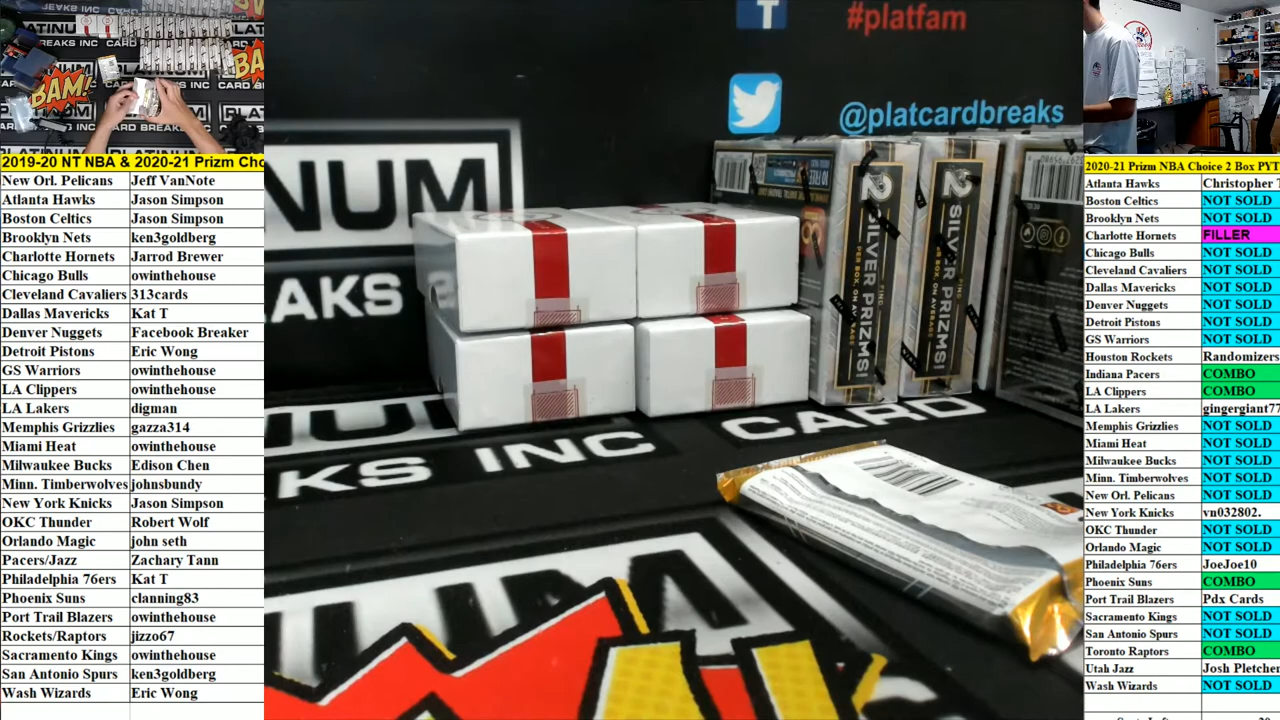 2019-20 NT NBA & 2020-21 Prizm Cho
New Orl. Pelicans Jeff VanNote
Atlanta Hawks Jason Simpson
Boston Celtics Jason Simpson
Brooklyn Nets ken3goldberg
Charlotte Hornets Jarrod Brewer
Chicago Bulls owinthehouse
Cleveland Cavaliers 313cards
Dallas Mavericks Kat T
Denver Nuggets Facebook Breaker
Detroit Pistons Eric Wong
GS Warriors owinthehouse
LA Clippers owinthehouse
LA Lakers digman
Memphis Grizzlies gazza314
Miami Heat owinthehouse
Milwaukee Bucks Edison Chen
Minn. Timberwolves johnsbundy
New York Knicks Jason Simpson
OKC Thunder Robert Wolf
Orlando Magic john seth
Pacers/Jazz Zachary Tann
Philadelphia 76ers Kat T
Phoenix Suns clanning83
Port Trail Blazers owinthehouse
Rockets/Raptors jizzo67
Sacramento Kings owinthehouse
San Antonio Spurs ken3goldberg
Wash Wizards Eric Wong
BAM!
#platfam
@platcardbreaks
NUM
AKS
2 SILVER PRIZMS!
PER BOX, ON AVERAGE
2 SILVER PRIZMS!
KS INC CARD
2020-21 Prizm NBA Choice 2 Box PYT
Atlanta Hawks Christopher T
Boston Celtics NOT SOLD
Brooklyn Nets NOT SOLD
Charlotte Hornets FILLER
Chicago Bulls NOT SOLD
Cleveland Cavaliers NOT SOLD
Dallas Mavericks NOT SOLD
Denver Nuggets NOT SOLD
Detroit Pistons NOT SOLD
GS Warriors NOT SOLD
Houston Rockets Randomizers
Indiana Pacers COMBO
LA Clippers COMBO
LA Lakers gingergiant77
Memphis Grizzlies NOT SOLD
Miami Heat NOT SOLD
Milwaukee Bucks NOT SOLD
Minn. Timberwolves NOT SOLD
New Orl. Pelicans NOT SOLD
New York Knicks vn032802.
OKC Thunder NOT SOLD
Orlando Magic NOT SOLD
Philadelphia 76ers JoeJoe10
Phoenix Suns COMBO
Port Trail Blazers Pdx Cards
Sacramento Kings NOT SOLD
San Antonio Spurs NOT SOLD
Toronto Raptors COMBO
Utah Jazz Josh Pletcher
Wash Wizards NOT SOLD